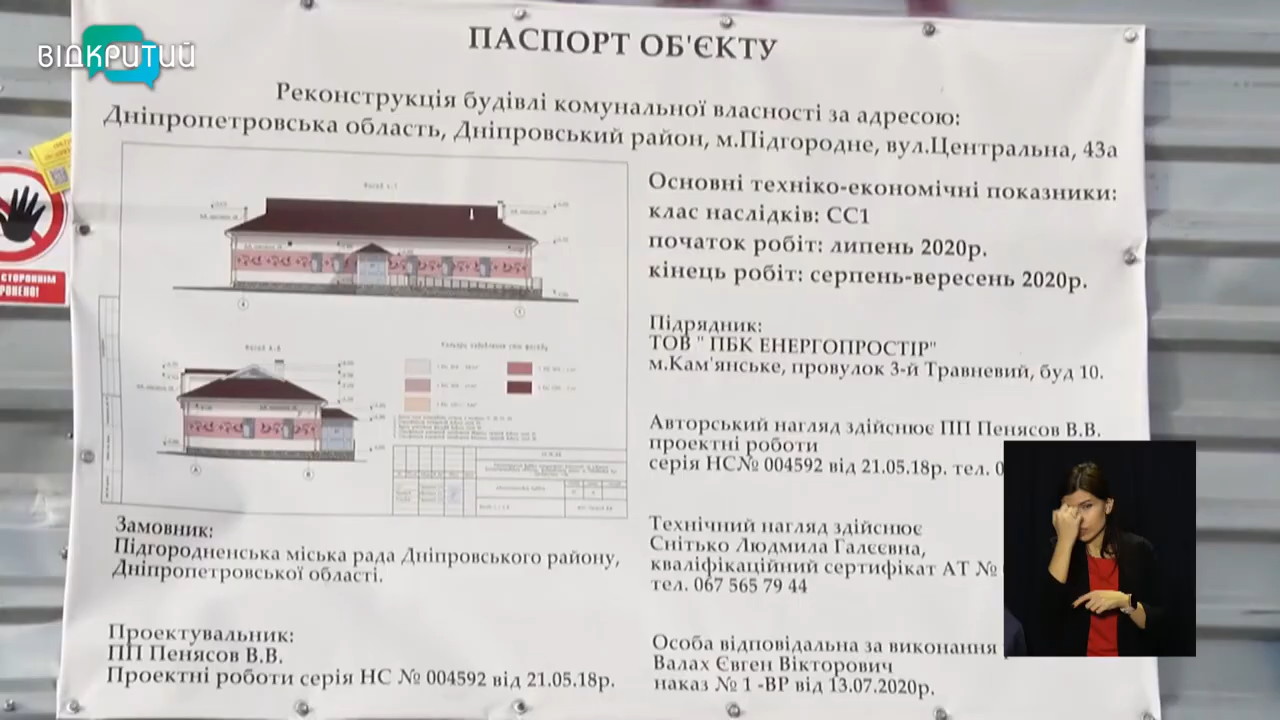 ВІДКРИТИЙ
ПАСПОРТ ОБ'ЄКТУ
Реконструкція будівлі комунальної власності за адресою:
Дніпропетровська область, Дніпровський район, м.Підгородне, вул.Центральна, 43а
Основні техніко-економічні показники:
клас наслідків: СС1
початок робіт: липень 2020р.
кінець робіт: серпень-вересень 2020р.
Підрядник:
ТОВ " ПБК ЕНЕРГОПРОСТІР"
м.Кам'янське, провулок 3-й Травневий, буд 10.
Авторський нагляд здійснює ПП Пенясов В.В.
проектні роботи
серія НС№ 004592 від 21.05.18р. тел. 0
Технічний нагляд здійснює
Снітько Людмила Галєєвна,
кваліфікаційний сертифікат АТ №
тел. 067 565 79 44
Особа відповідальна за виконання
Валах Євген Вікторович
наказ № 1 -ВР від 13.07.2020р.
Замовник:
Підгородненська міська рада Дніпровського району,
Дніпропетровської області.
Проектувальник:
ПП Пенясов В.В.
Проектні роботи серія НС № 004592 від 21.05.18р.
СТОРОННІМ